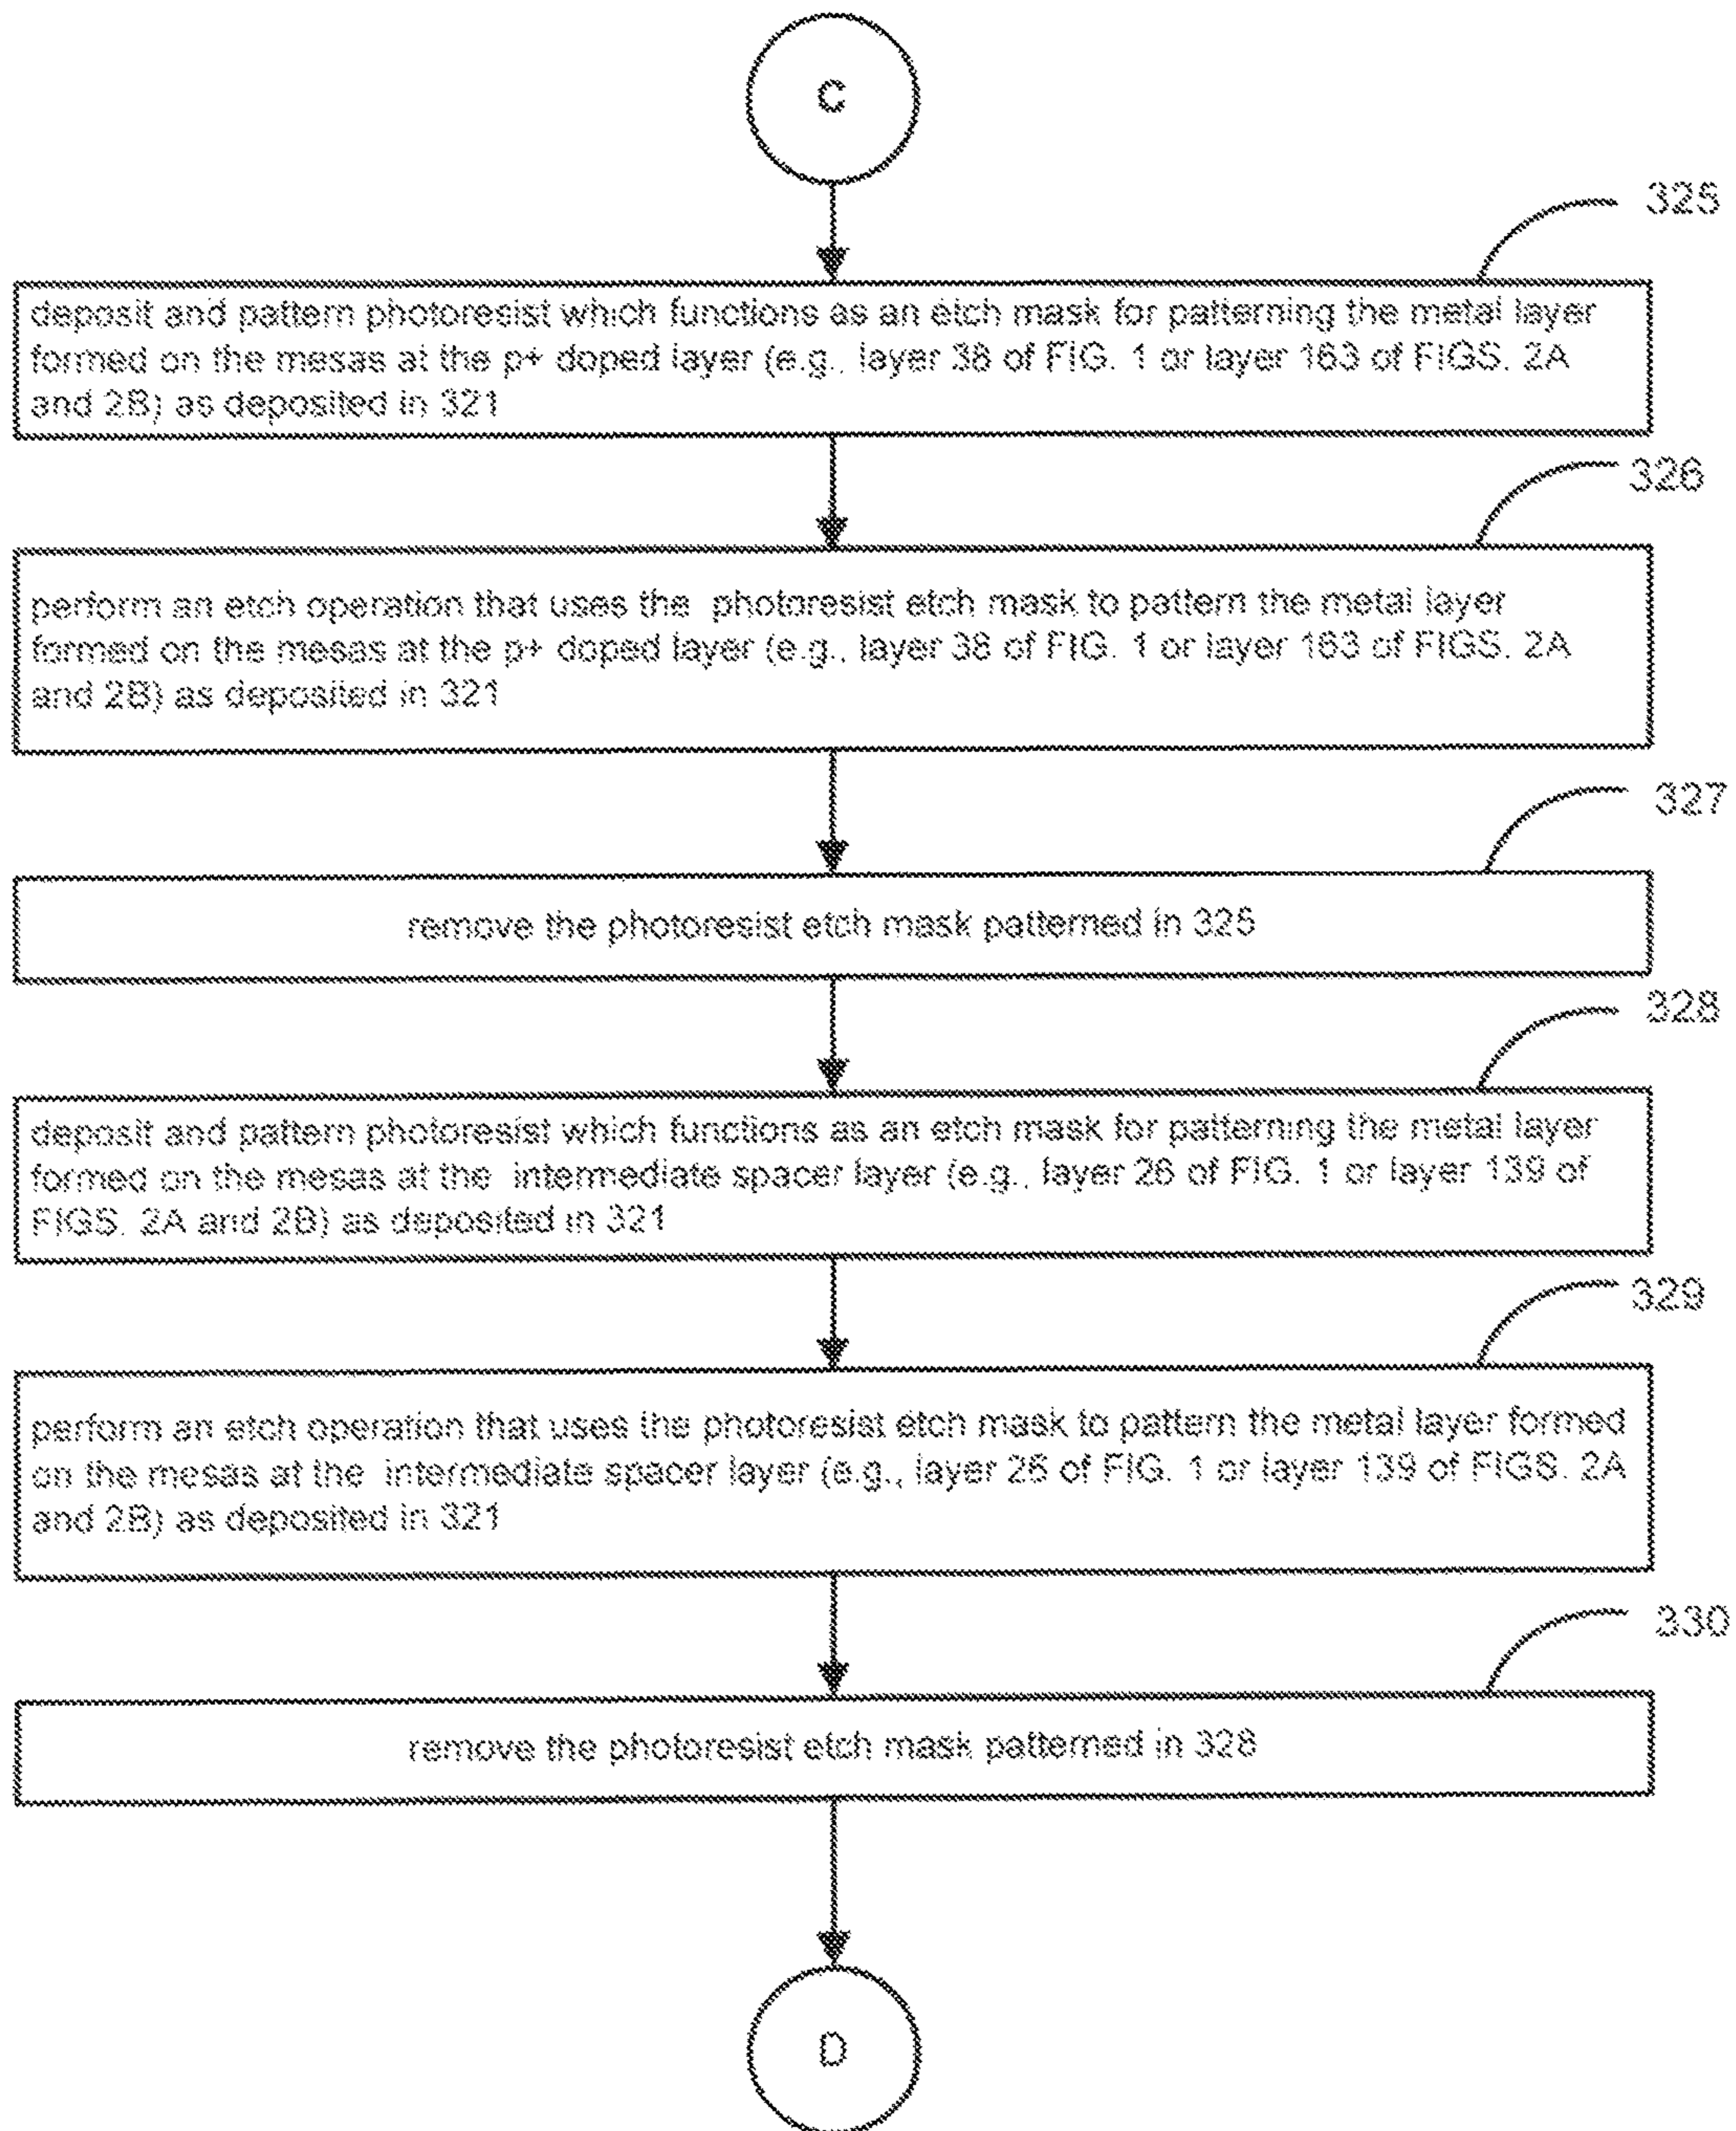 C
325
deposit and pattern photoresist which functions as an etch mask for patterning the metal layer
formed on the mesas at the p+ doped layer (e.g., layer 38 of FIG. 1 or layer 163 of FIGS. 2A
and 2B) as deposited in 321
326
perform an etch operation that uses the photoresist etch mask to pattern the metal layer
formed on the mesas at the p+ doped layer (e.g., layer 38 of FIG. 1 or layer 163 of FIGS. 2A
and 2B) as deposited in 321
327
remove the photoresist etch mask patterned in 325
328
deposit and pattern photoresist which functions as an etch mask for patterning the metal layer
formed on the mesas at the intermediate spacer layer (e.g., layer 26 of FIG. 1 or layer 139 of
FIGS. 2A and 2B) as deposited in 321
329
perform an etch operation that uses the photoresist etch mask to pattern the metal layer formed
on the mesas at the intermediate spacer layer (e.g., layer 26 of FIG. 1 or layer 139 of FIGS. 2A
and 2B) as deposited in 321
330
remove the photoresist etch mask patterned in 328
D